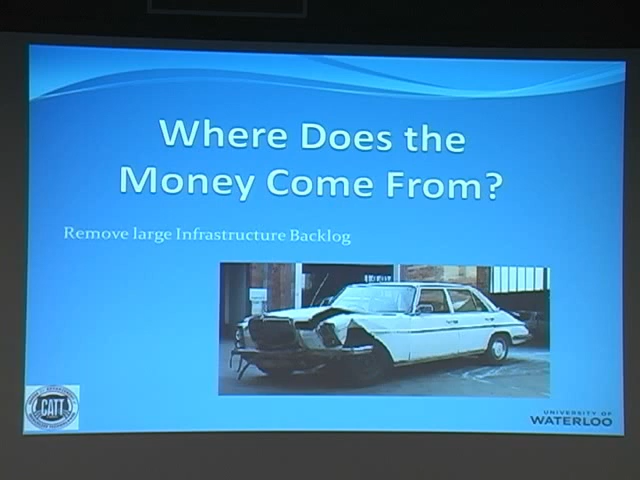 Where Does the
Money Come From?
Remove large Infrastructure Backlog
CATT
UNIVERSITY OF
WATERLOO